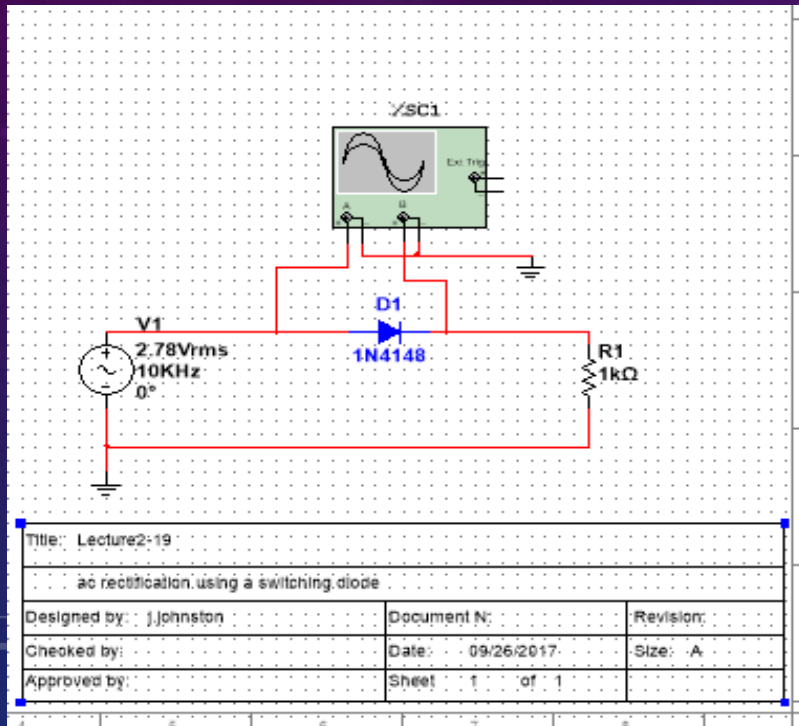 XSC1
Ext Trig
A B
D1
1N4148
V1
2.78Vrms
10KHz
0°
R1
1kΩ
Title: Lecture2-19
ac rectification using a switching diode
Designed by: j.johnston Document N: Revision:
Checked by: Date: 09/26/2017 Size: A
Approved by: Sheet 1 of 1